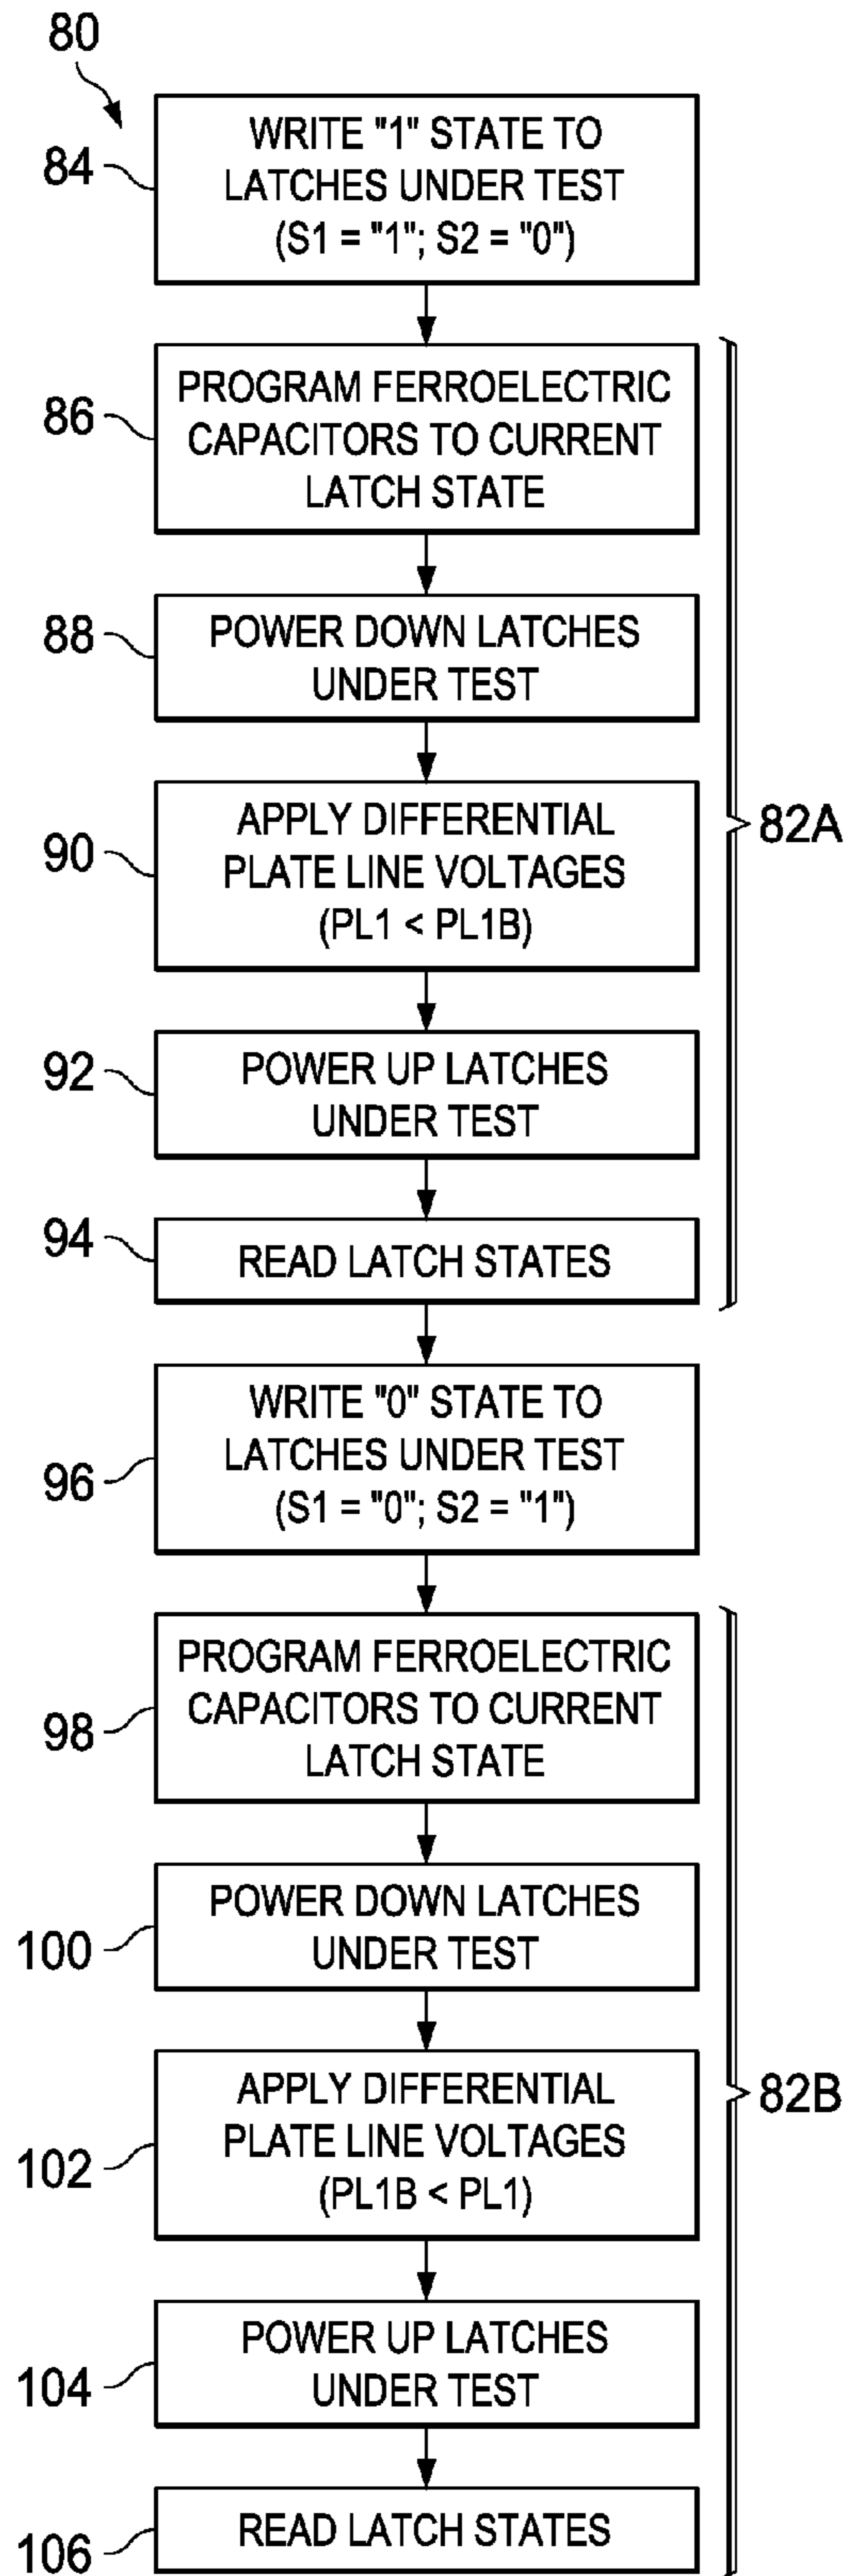 80
84
WRITE "1" STATE TO
LATCHES UNDER TEST
(S1 = "1"; S2 = "0")
86
PROGRAM FERROELECTRIC
CAPACITORS TO CURRENT
LATCH STATE
88
POWER DOWN LATCHES
UNDER TEST
82A
90
APPLY DIFFERENTIAL
PLATE LINE VOLTAGES
(PL1 < PL1B)
92
POWER UP LATCHES
UNDER TEST
94
READ LATCH STATES
96
WRITE "0" STATE TO
LATCHES UNDER TEST
(S1 = "0"; S2 = "1")
98
PROGRAM FERROELECTRIC
CAPACITORS TO CURRENT
LATCH STATE
100
POWER DOWN LATCHES
UNDER TEST
82B
102
APPLY DIFFERENTIAL
PLATE LINE VOLTAGES
(PL1B < PL1)
104
POWER UP LATCHES
UNDER TEST
106
READ LATCH STATES